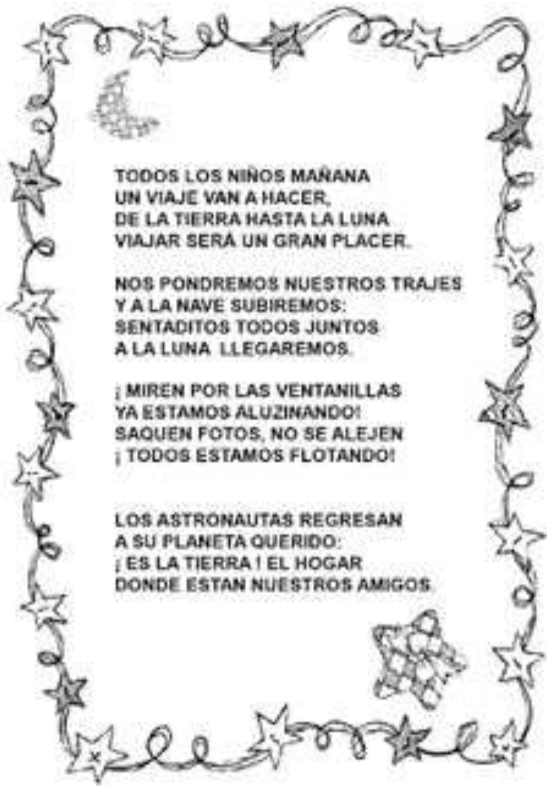 TODOS LOS NIÑOS MAÑANA
UN VIAJE VAN A HACER,
DE LA TIERRA HASTA LA LUNA
VIAJAR SERÁ UN GRAN PLACER.
NOS PONDREMOS NUESTROS TRAJES
Y A LA NAVE SUBIREMOS:
SENTADITOS TODOS JUNTOS
A LA LUNA LLEGAREMOS.
¡ MIREN POR LAS VENTANILLAS
YA ESTAMOS ALUZINANDO!
SAQUEN FOTOS, NO SE ALEJEN
¡ TODOS ESTAMOS FLOTANDO!
LOS ASTRONAUTAS REGRESAN
A SU PLANETA QUERIDO:
¡ ES LA TIERRA ! EL HOGAR
DONDE ESTAN NUESTROS AMIGOS.